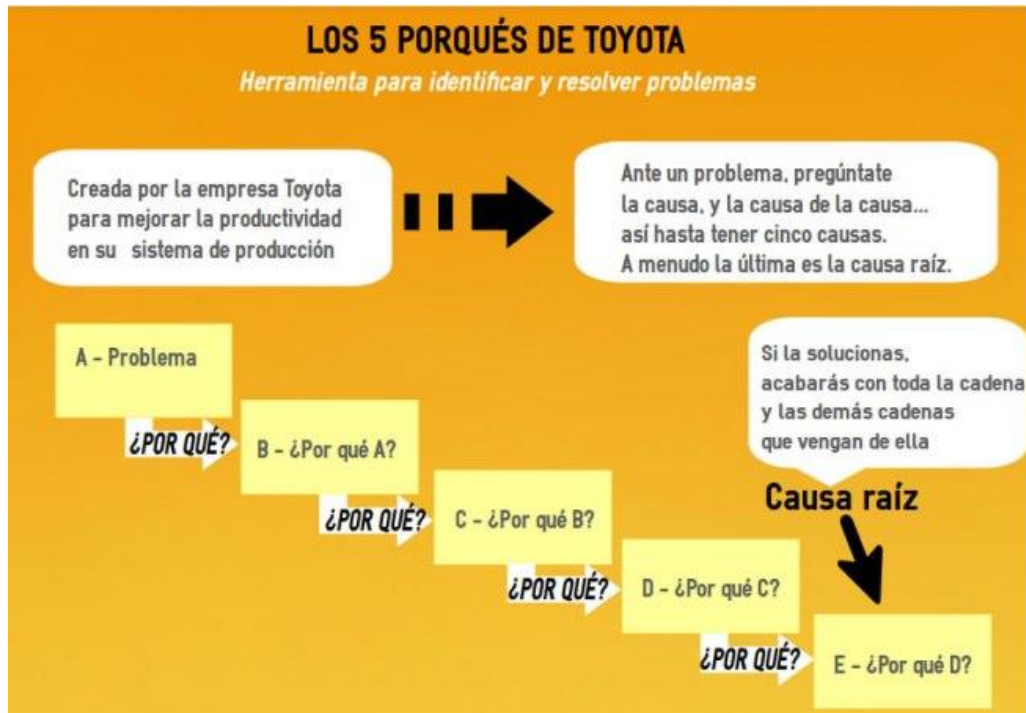 LOS 5 PORQUÉS DE TOYOTA
Herramienta para identificar y resolver problemas
Creada por la empresa Toyota
para mejorar la productividad
en su sistema de producción
Ante un problema, pregúntate
la causa, y la causa de la causa...
así hasta tener cinco causas.
A menudo la última es la causa raíz.
A - Problema
¿POR QUÉ?
B - ¿Por qué A?
¿POR QUÉ?
C - ¿Por qué B?
¿POR QUÉ?
D - ¿Por qué C?
¿POR QUÉ?
E - ¿Por qué D?
Si la solucionas,
acabarás con toda la cadena
y las demás cadenas
que vengan de ella
Causa raíz